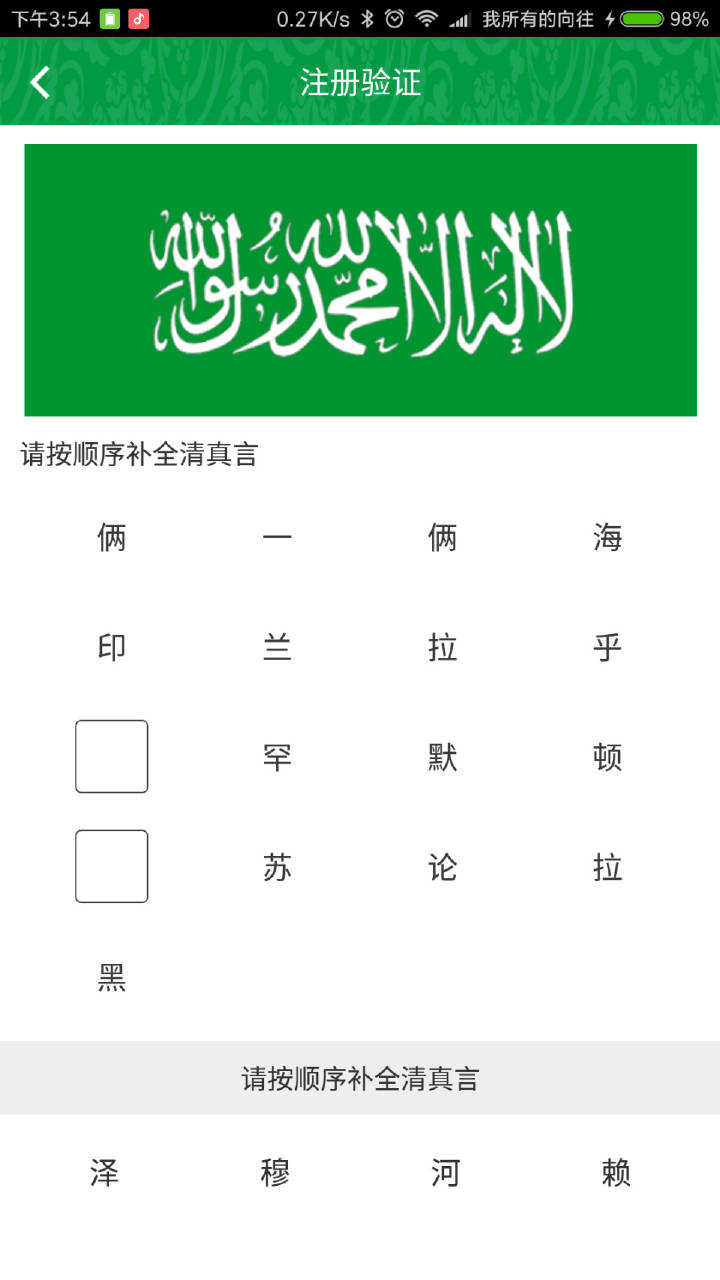 下午3:54 0.27K/s 我所有的向往 98%
注册验证
لا إله إلا الله محمد رسول الله
请按顺序补全清真言
俩 一 俩 海
印 兰 拉 乎
罕 默 顿
苏 论 拉
黑
请按顺序补全清真言
泽 穆 河 赖